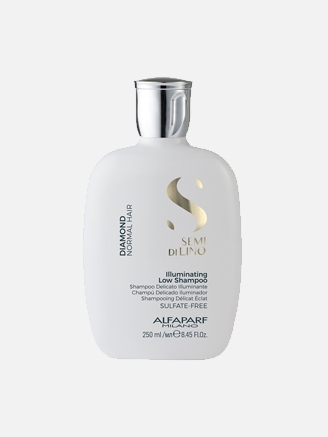 DIAMOND
NORMAL HAIR
SEMI
DI LINO
Illuminating
Low Shampoo
Shampoo Delicato Illuminante
Champú Delicado Iluminador
Shampooing Délicat Éclat
SULFATE-FREE
ALFAPARF
MILANO
250 ml/мл℮8.45 Fl.Oz.